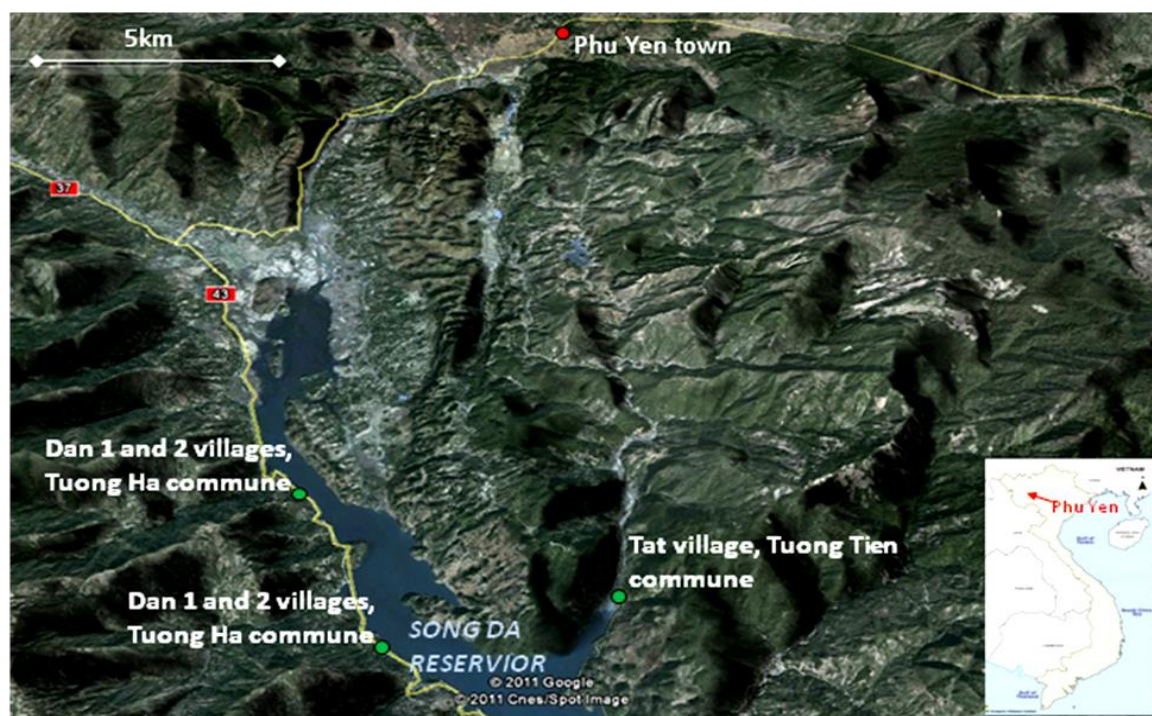 5km
Phu Yen town
37
43
Dan 1 and 2 villages,
Tuong Ha commune
Tat village, Tuong Tien
commune
Dan 1 and 2 villages,
Tuong Ha commune
SONG DA
RESERVIOR
© 2011 Google
© 2011 Cnes/Spot Image
VIETNAM
Phu Yen